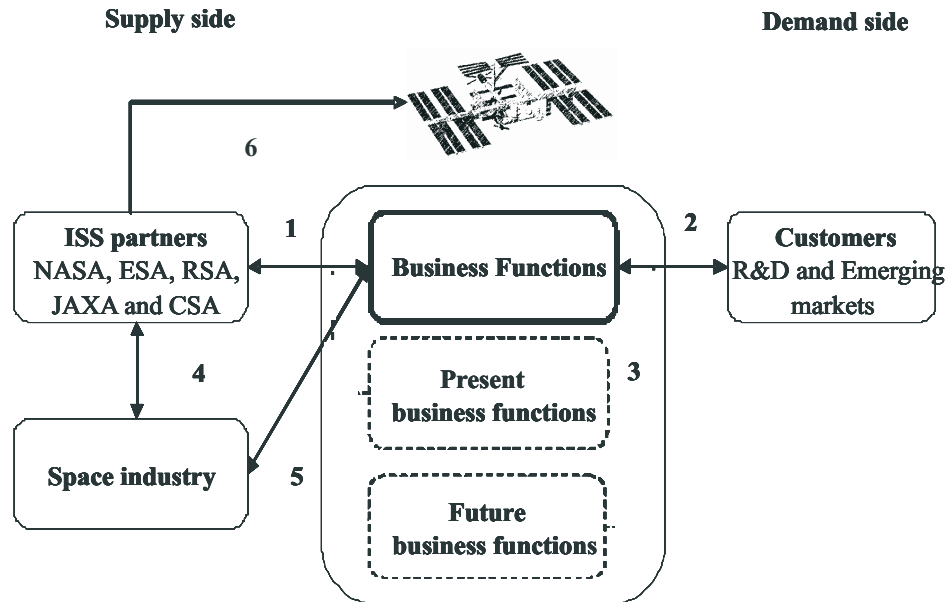 Supply side
Demand side
6
ISS partners
NASA, ESA, RSA,
JAXA and CSA
1
Business Functions
2
Customers
R&D and Emerging
markets
4
Present
business functions
3
Space industry
5
Future
business functions